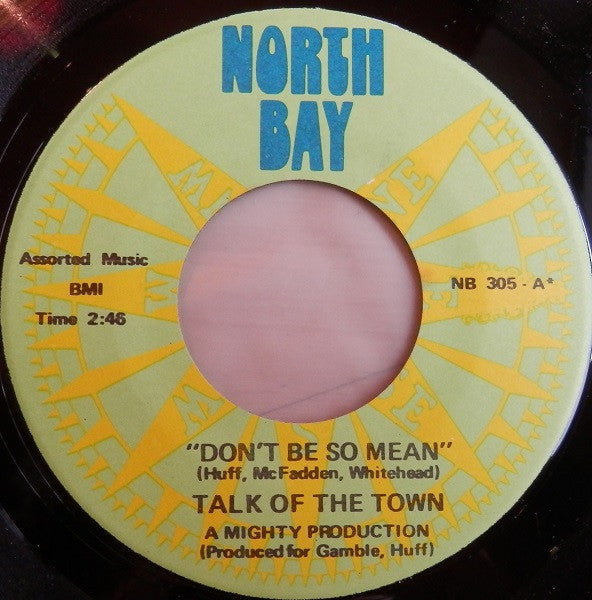 NORTH
BAY
Assorted Music
BMI
Time 2:46
NB 305 - A*
"DON'T BE SO MEAN"
(Huff, McFadden, Whitehead)
TALK OF THE TOWN
A MIGHTY PRODUCTION
(Produced for Gamble, Huff)
NE
W